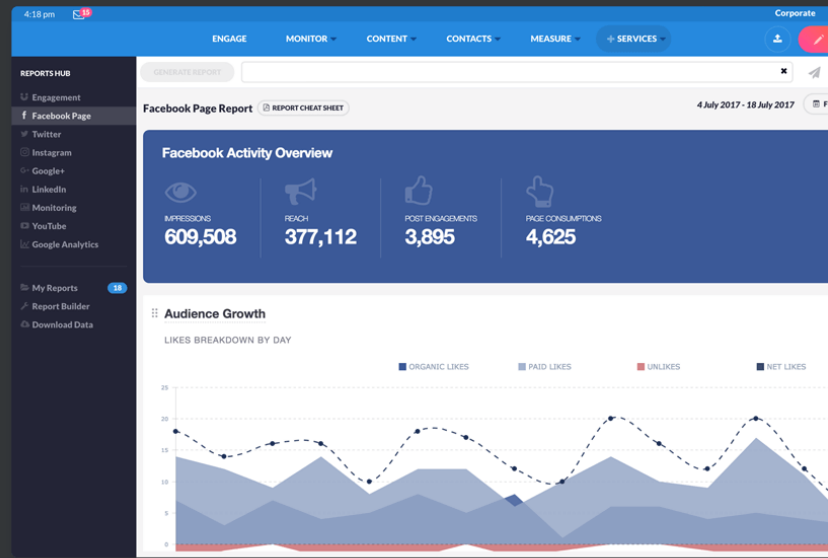 4:18 pm 15 Corporate
ENGAGE MONITOR CONTENT CONTACTS MEASURE + SERVICES
REPORTS HUB
GENERATE REPORT
Engagement
Facebook Page
Twitter
Instagram
Google+
LinkedIn
Monitoring
YouTube
Google Analytics
My Reports 18
Report Builder
Download Data
Facebook Page Report REPORT CHEAT SHEET 4 July 2017 - 18 July 2017 F
Facebook Activity Overview
IMPRESSIONS REACH POST ENGAGEMENTS PAGE CONSUMPTIONS
609,508 377,112 3,895 4,625
Audience Growth
LIKES BREAKDOWN BY DAY
ORGANIC LIKES PAID LIKES UNLIKES NET LIKES
25
20
15
10
5
0